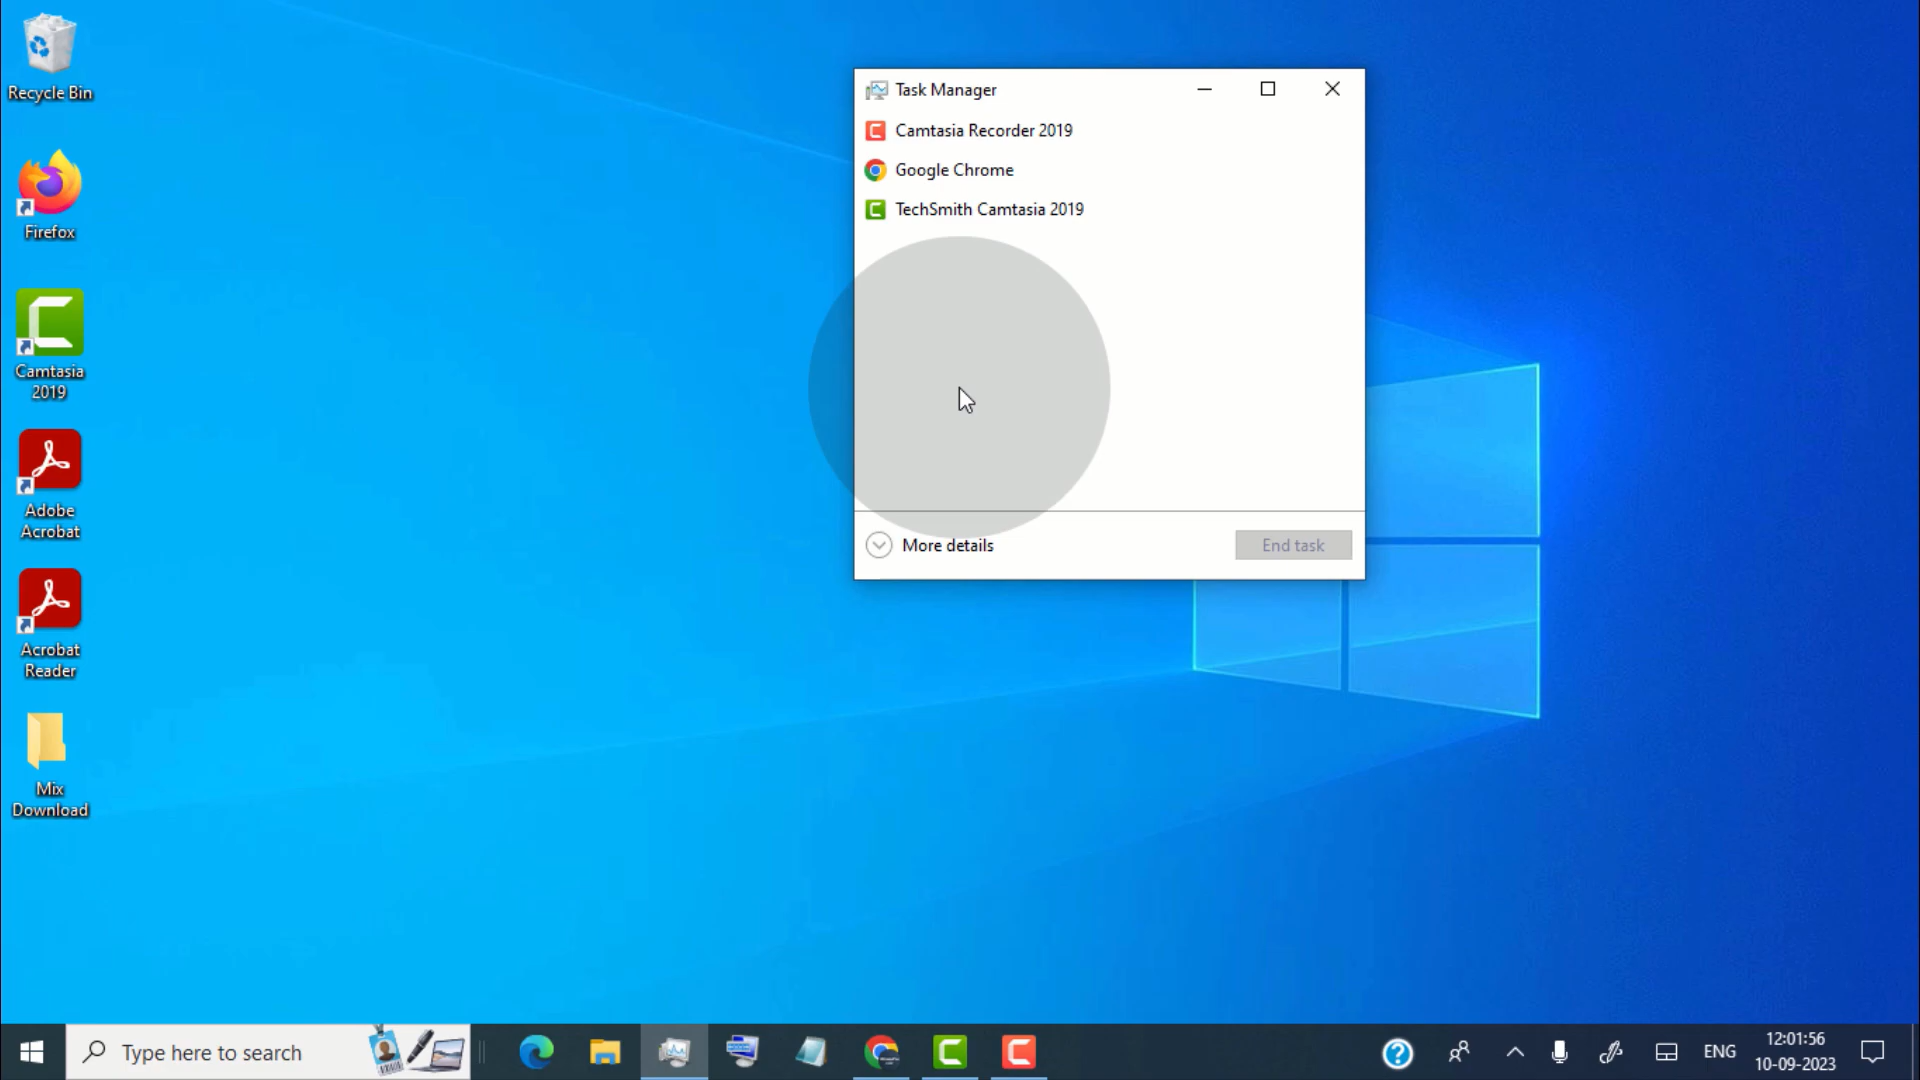 Recycle Bin
Firefox
Camtasia
2019
Adobe
Acrobat
Acrobat
Reader
Mix
Download
Task Manager
Camtasia Recorder 2019
Google Chrome
TechSmith Camtasia 2019
More details
End task
Type here to search
ENG
12:01:56
10-09-2023